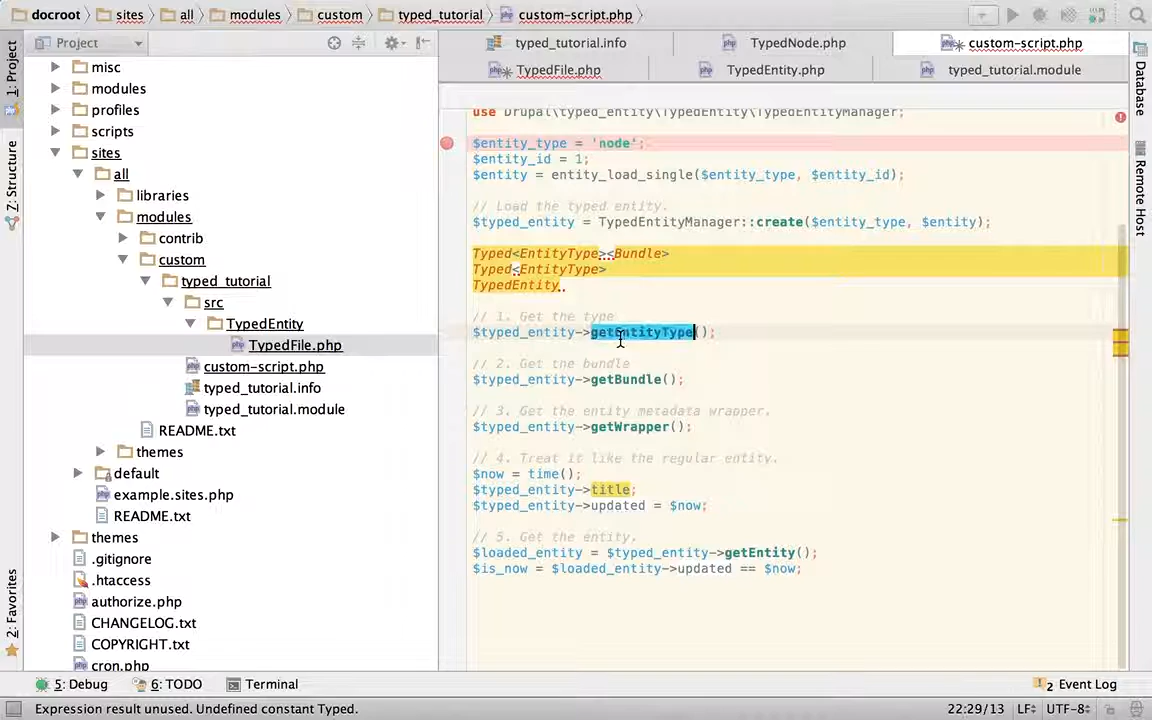 docroot sites all modules custom typed_tutorial custom-script.php
Project
typed_tutorial.info TypedNode.php custom-script.php
TypedFile.php TypedEntity.php typed_tutorial.module
1: Project
Z: Structure
2: Favorites
misc
modules
profiles
scripts
sites
all
libraries
modules
contrib
custom
typed_tutorial
src
TypedEntity
TypedFile.php
custom-script.php
typed_tutorial.info
typed_tutorial.module
README.txt
themes
default
example.sites.php
README.txt
themes
.gitignore
.htaccess
authorize.php
CHANGELOG.txt
COPYRIGHT.txt
cron.php
use Drupal\typed_entity\TypedEntity\TypedEntityManager;
$entity_type = 'node';
$entity_id = 1;
$entity = entity_load_single($entity_type, $entity_id);
// Load the typed entity.
$typed_entity = TypedEntityManager::create($entity_type, $entity);
Typed<EntityType><Bundle>
Typed<EntityType>
TypedEntity
// 1. Get the type
$typed_entity->getEntityType();
// 2. Get the bundle
$typed_entity->getBundle();
// 3. Get the entity metadata wrapper.
$typed_entity->getWrapper();
// 4. Treat it like the regular entity.
$now = time();
$typed_entity->title;
$typed_entity->updated = $now;
// 5. Get the entity.
$loaded_entity = $typed_entity->getEntity();
$is_now = $loaded_entity->updated == $now;
Database
Remote Host
5: Debug 6: TODO Terminal 2 Event Log
Expression result unused. Undefined constant Typed. 22:29/13 LF UTF-8